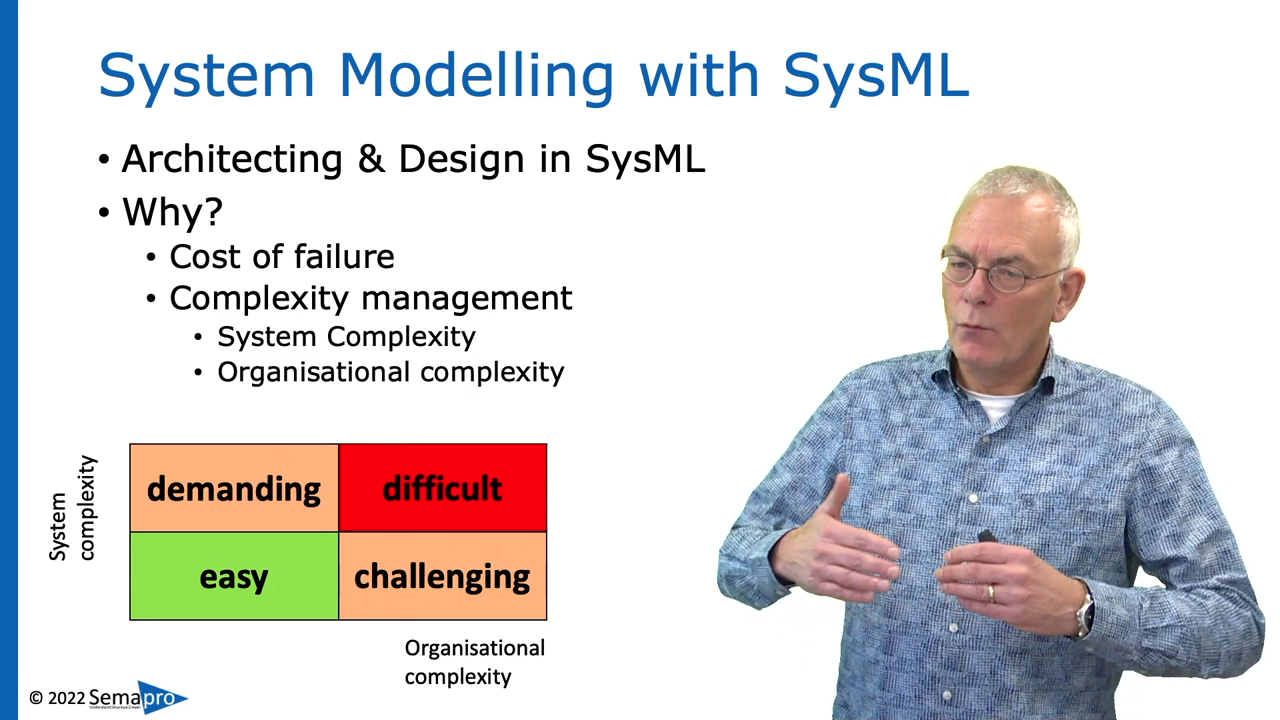 System Modelling with SysML
• Architecting & Design in SysML
• Why?
• Cost of failure
• Complexity management
• System Complexity
• Organisational complexity
System
complexity
demanding
difficult
easy
challenging
Organisational
complexity
© 2022 Semapro